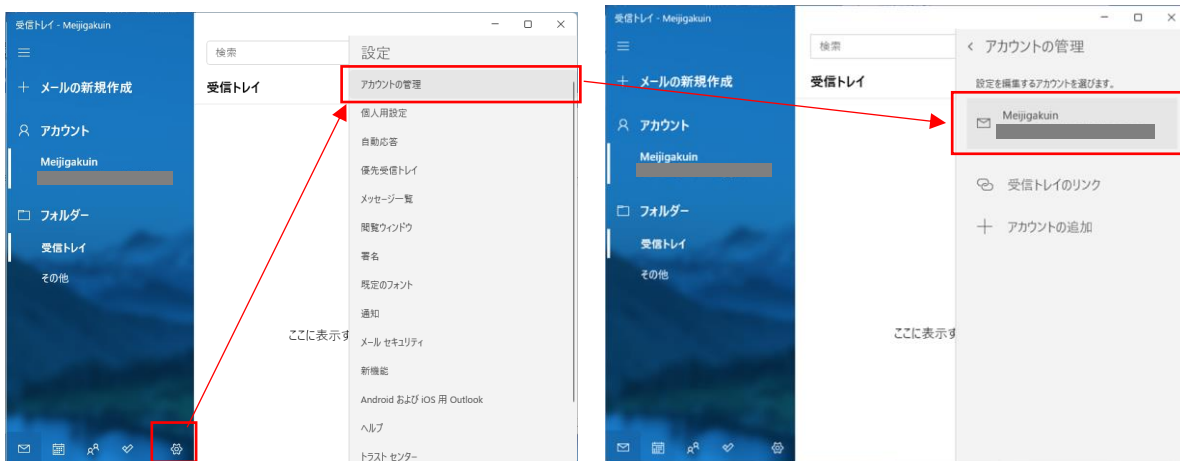 受信トレイ - Meijigakuin
検索
メールの新規作成
受信トレイ
アカウント
Meijigakuin
フォルダー
受信トレイ
その他
ここに表示す
設定
アカウントの管理
個人用設定
自動応答
優先受信トレイ
メッセージ一覧
閲覧ウィンドウ
署名
既定のフォント
通知
メール セキュリティ
新機能
Android および iOS 用 Outlook
ヘルプ
トラスト センター
受信トレイ - Meijigakuin
検索
メールの新規作成
受信トレイ
アカウント
Meijigakuin
フォルダー
受信トレイ
その他
ここに表示す
アカウントの管理
設定を編集するアカウントを選びます。
Meijigakuin
受信トレイのリンク
アカウントの追加